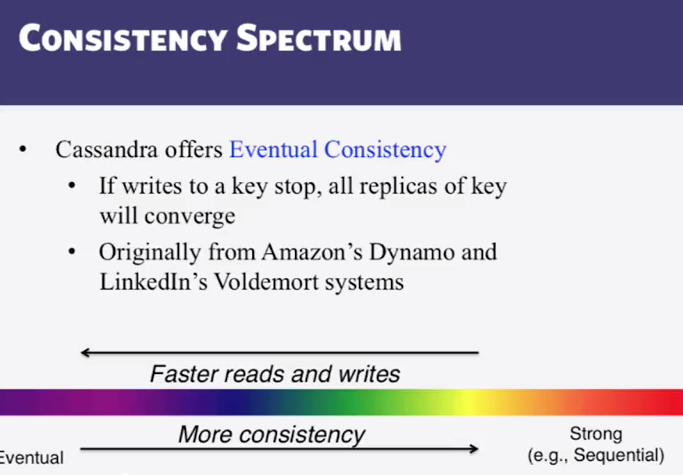 CONSISTENCY SPECTRUM
• Cassandra offers Eventual Consistency
• If writes to a key stop, all replicas of key
will converge
• Originally from Amazon's Dynamo and
LinkedIn's Voldemort systems
Faster reads and writes
More consistency
Eventual
Strong
(e.g., Sequential)